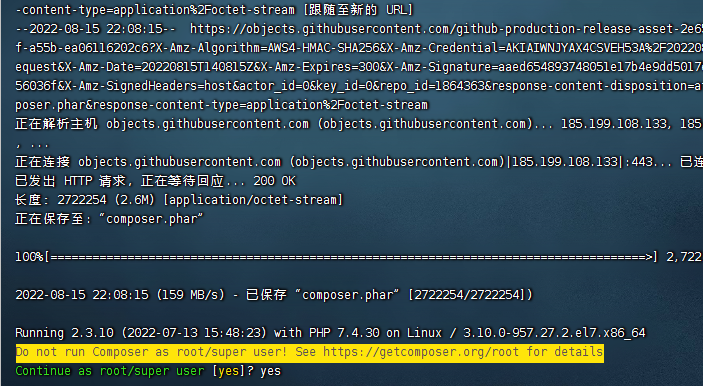 -content-type=application%2Foctet-stream [跟随至新的 URL]
--2022-08-15 22:08:15--  https://objects.githubusercontent.com/github-production-release-asset-2e65
f-a55b-ea06116202c6?X-Amz-Algorithm=AWS4-HMAC-SHA256&X-Amz-Credential=AKIAIWNJYAX4CSVEH53A%2F202208
equest&X-Amz-Date=20220815T140815Z&X-Amz-Expires=300&X-Amz-Signature=aaed654893748051e17b4e9dd5017
56036f&X-Amz-SignedHeaders=host&actor_id=0&key_id=0&repo_id=1864363&response-content-disposition=at
poser.phar&response-content-type=application%2Foctet-stream
正在解析主机 objects.githubusercontent.com (objects.githubusercontent.com)... 185.199.108.133, 185
, ...
正在连接 objects.githubusercontent.com (objects.githubusercontent.com)|185.199.108.133|:443... 已连
已发出 HTTP 请求，正在等待回应... 200 OK
长度：2722254 (2.6M) [application/octet-stream]
正在保存至: “composer.phar”
100%[======================================================================================>] 2,722
2022-08-15 22:08:15 (159 MB/s) - 已保存 “composer.phar” [2722254/2722254])
Running 2.3.10 (2022-07-13 15:48:23) with PHP 7.4.30 on Linux / 3.10.0-957.27.2.el7.x86_64
Do not run Composer as root/super user! See https://getcomposer.org/root for details
Continue as root/super user [yes]? yes